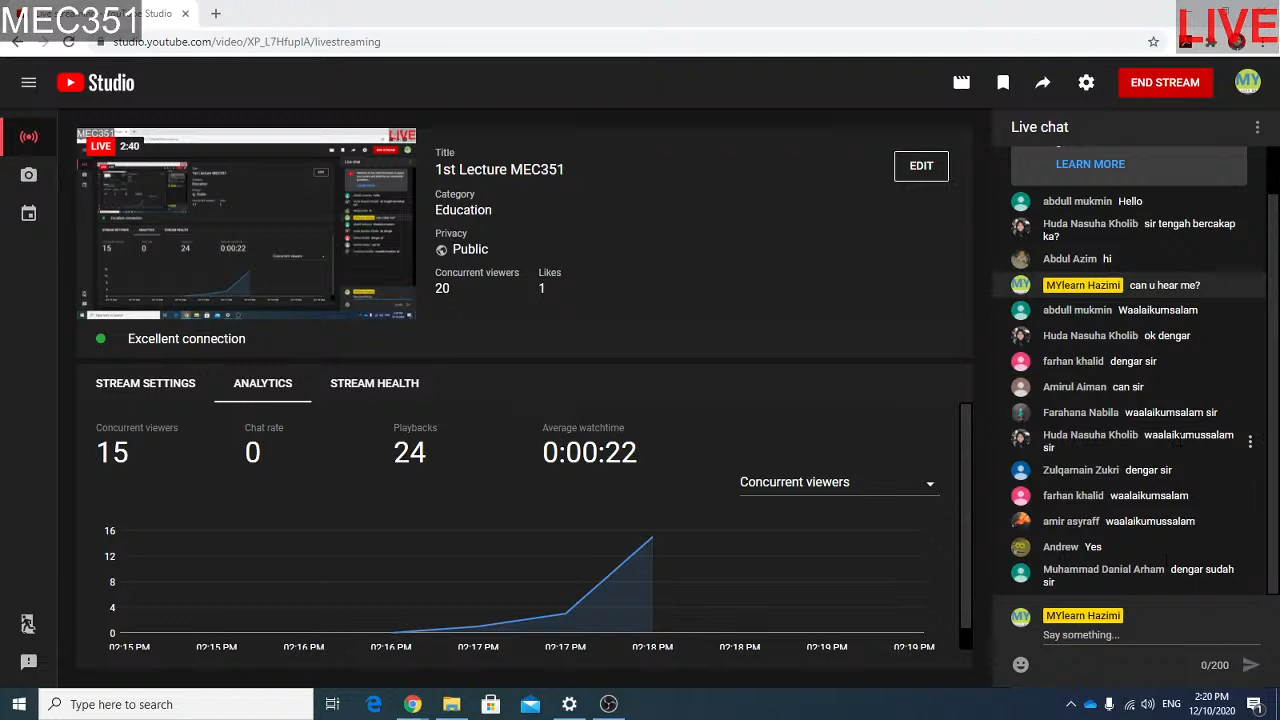 MEC351
Live streaming - YouTube Studio
LIVE
studio.youtube.com/video/XP_L7HfupIA/livestreaming
Studio
END STREAM
MY
MEC351
LIVE
LIVE 2:40
Title
1st Lecture MEC351
EDIT
Category
Education
Privacy
Public
Concurrent viewers Likes
20 1
Excellent connection
STREAM SETTINGS ANALYTICS STREAM HEALTH
Concurrent viewers Chat rate Playbacks Average watchtime
15 0 24 0:00:22
Concurrent viewers
16
12
8
4
0
02:15 PM 02:15 PM 02:16 PM 02:16 PM 02:17 PM 02:17 PM 02:18 PM 02:18 PM 02:19 PM 02:19 PM
Live chat
LEARN MORE
abdull mukmin Hello
Huda Nasuha Kholib sir tengah bercakap
ke?
Abdul Azim hi
MYlearn Hazimi can u hear me?
abdull mukmin Waalaikumsalam
Huda Nasuha Kholib ok dengar
farhan khalid dengar sir
Amirul Aiman can sir
Farahana Nabila waalaikumsalam sir
Huda Nasuha Kholib waalaikumussalam
sir
Zulqarnain Zukri dengar sir
farhan khalid waalaikumsalam
amir asyraff waalaikumussalam
Andrew Yes
Muhammad Danial Arham dengar sudah
sir
MYlearn Hazimi
Say something...
0/200
Type here to search
ENG
2:20 PM
12/10/2020
1